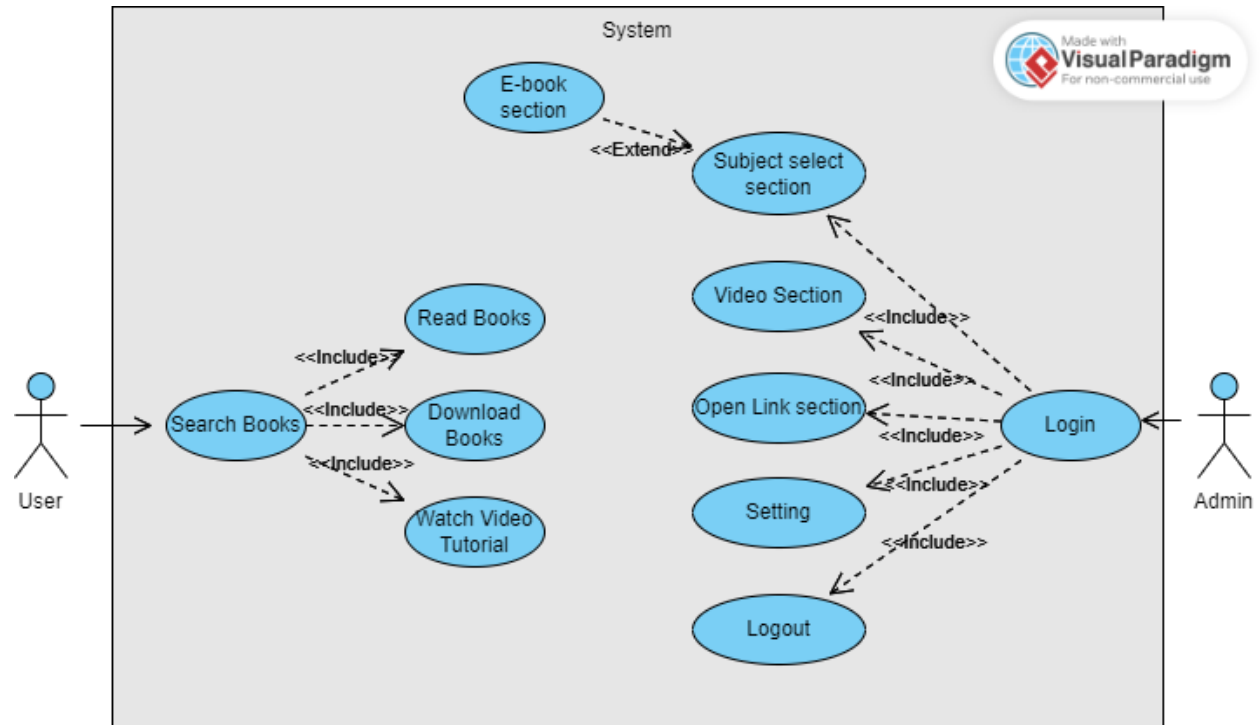 System
Made with
Visual Paradigm
For non-commercial use
E-book
section
<<Extend>>
Subject select
section
Video Section
<<Include>>
Read Books
<<Include>>
<<Include>>
Open Link section
<<Include>>
Download
Books
Search Books
Login
<<Include>>
<<Include>>
<<Include>>
User
Admin
Setting
Watch Video
Tutorial
<<Include>>
Logout